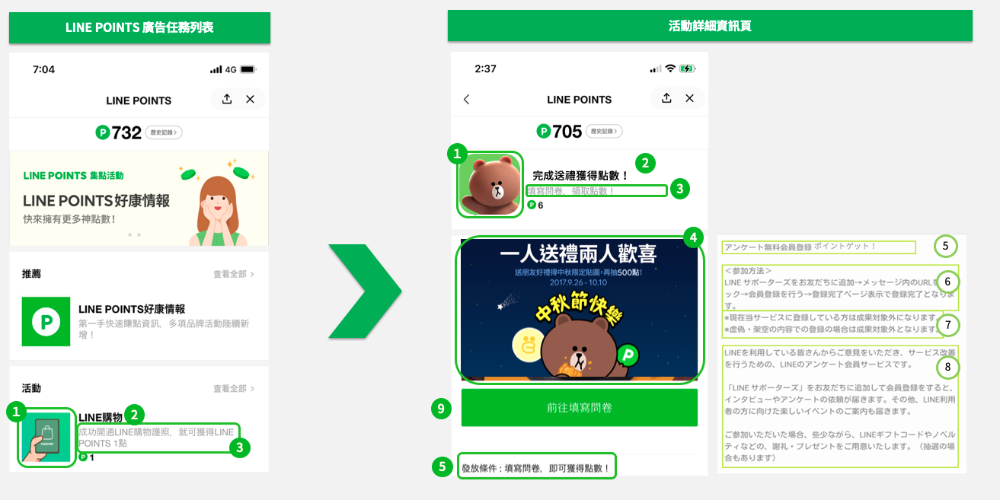 LINE POINTS 廣告任務列表
7:04
4G
LINE POINTS
P 732 歷史記錄 >
LINE POINTS 集點活動
LINE POINTS好康情報
快來擁有更多神點數!
推薦
查看全部 >
P
LINE POINTS好康情報
第一手快速賺點資訊，多項品牌活動陸續新
增！
活動
查看全部 >
1
PASSPORT
LINE購物
2
成功開通LINE購物護照，就可獲得LINE
POINTS 1點
3
P 1
活動詳細資訊頁
2:37
LINE POINTS
P 705 歷史記錄 >
1
2
完成送禮獲得點數！
填寫問卷，領取點數！
3
P 6
4
一人送禮兩人歡喜
送朋友好禮得中秋限定貼圖,再抽500點!
2017.9.26 - 10.10
中秋節快樂
P
9
前往填寫問卷
5
發放條件 : 填寫問卷，即可獲得點數！
アンケート無料会員登録 ポイントゲット！
5
＜参加方法＞
LINE サポーターズをお友だちに追加→メッセージ内のURLを
ック→会員登録を行う→登録完了ページ表示で登録完了となりま
す。
6
※現在当サービスに登録している方は成果対象外になります。
※虚偽・架空の内容での登録の場合は成果対象外となります。
7
LINEを利用している皆さんからご意見をいただき、サービス改善
を行うための、LINEのアンケート会員サービスです。
8
「LINE サポーターズ」をお友だちに追加して会員登録をすると、
インタビューやアンケートの依頼が届きます。その他、LINE利用
者の方に向けた楽しいイベントのご案内も届きます。
ご参加いただいた場合、些少ながら、LINEギフトコードやノベル
ティなどの、謝礼・プレゼントをご用意いたします。（抽選の場
合もあります）